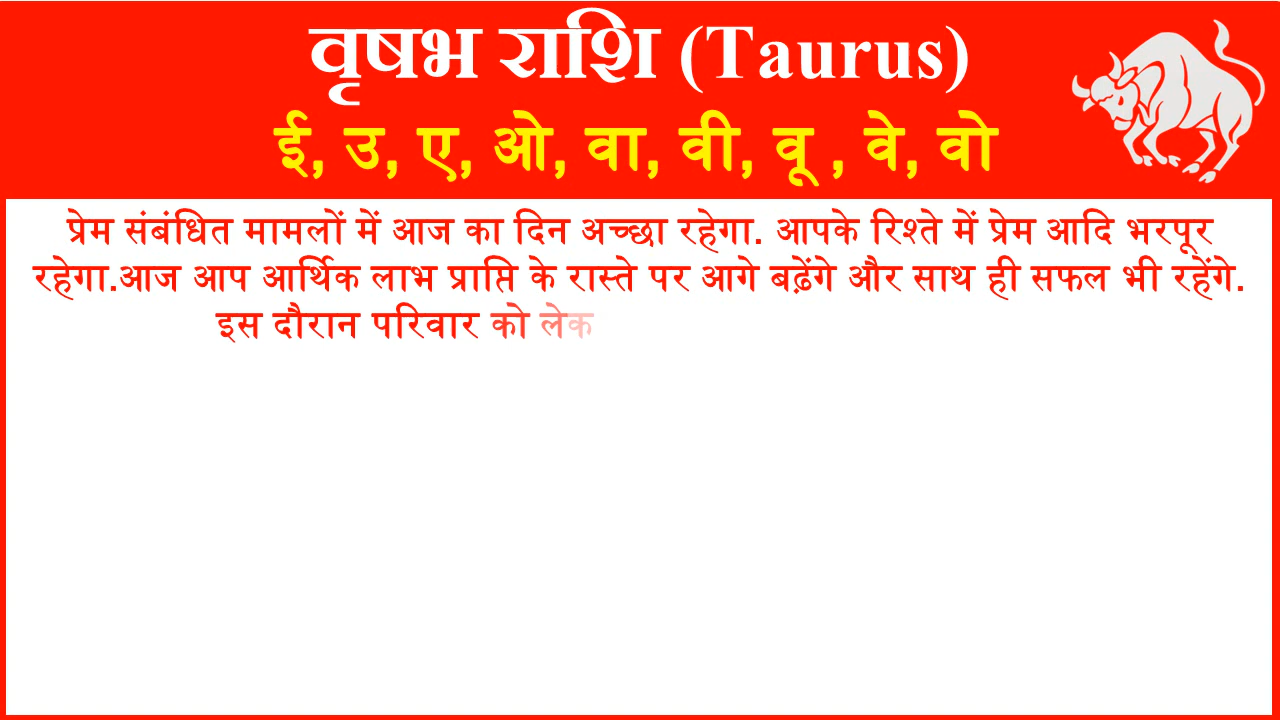 वृषभ राशि (Taurus)
ई, उ, ए, ओ, वा, वी, वू , वे, वो
प्रेम संबंधित मामलों में आज का दिन अच्छा रहेगा. आपके रिश्ते में प्रेम आदि भरपूर
रहेगा.आज आप आर्थिक लाभ प्राप्ति के रास्ते पर आगे बढ़ेंगे और साथ ही सफल भी रहेंगे.
इस दौरान परिवार को लेक